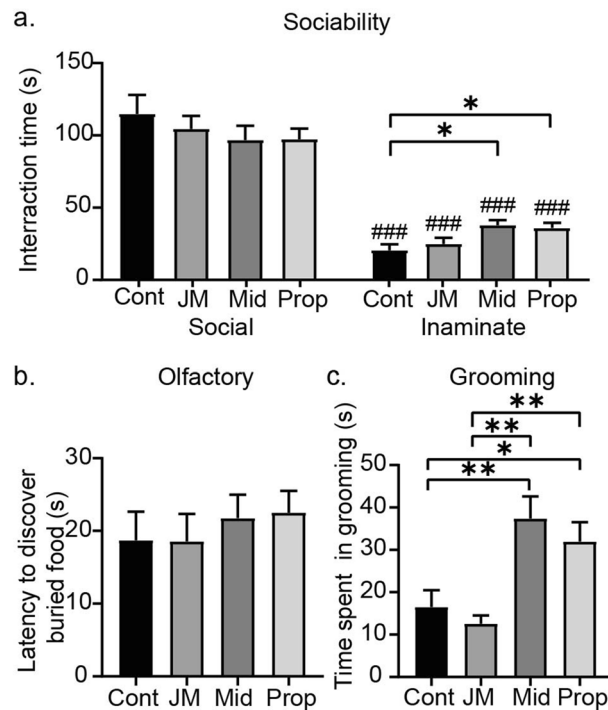 a. Sociability
Interraction time (s)
150
100
50
0
*
*
### ### ### ###
Cont JM Mid Prop Cont JM Mid Prop
Social Inaminate
b. Olfactory
Latency to discover
buried food (s)
30
20
10
0
Cont JM Mid Prop
c. Grooming
Time spent in grooming (s)
**
**
*
**
50
40
30
20
10
0
Cont JM Mid Prop